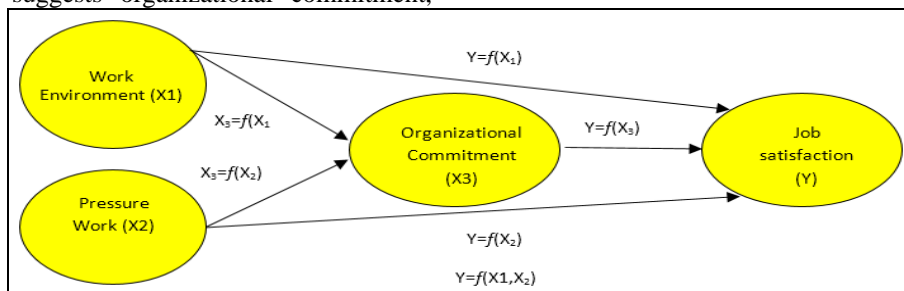 suggests organizational commitment,
Y=f(X₁)
Work
Environment (X1)
X₃=f(X₁
Organizational
Commitment
(X3)
Y=f(X₃)
Job
satisfaction
(Y)
X₃=f(X₂)
Pressure
Work (X2)
Y=f(X₂)
Y=f(X1,X₂)